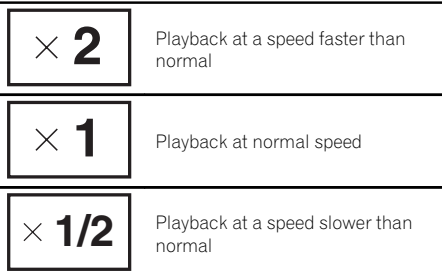 × 2
Playback at a speed faster than
normal
× 1
Playback at normal speed
× 1/2
Playback at a speed slower than
normal